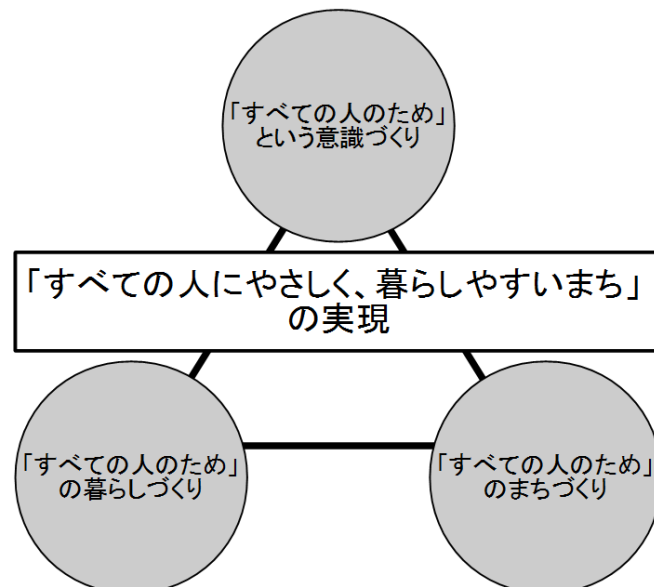 「すべての人のため」
という意識づくり
「すべての人にやさしく、暮らしやすいまち」
の実現
「すべての人のため」
の暮らしづくり
「すべての人のため」
のまちづくり